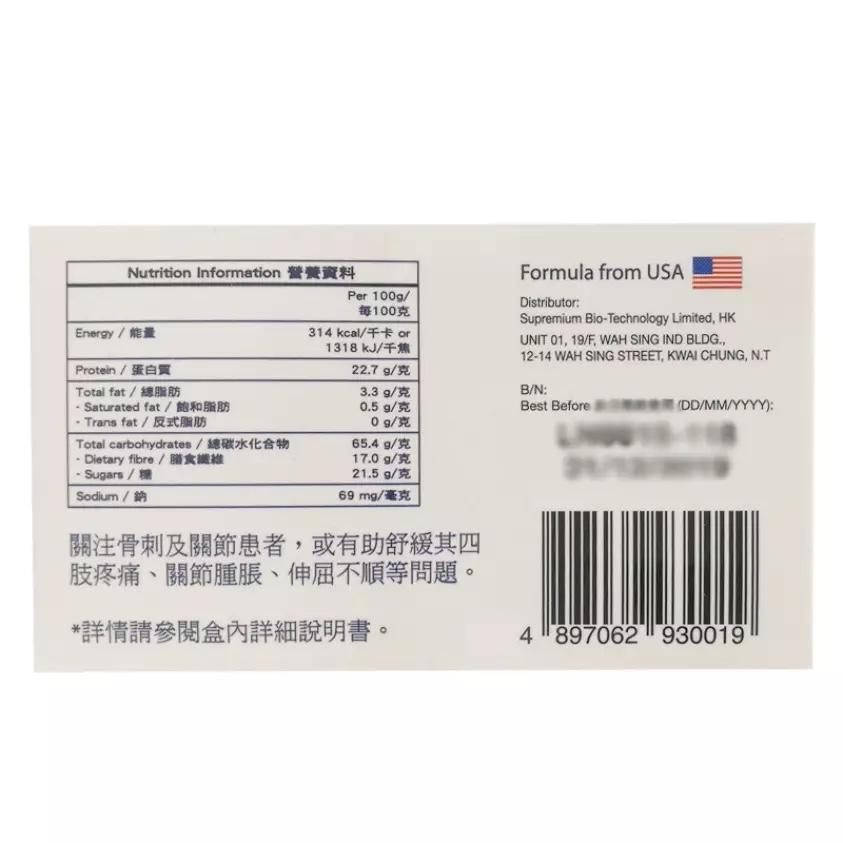 Nutrition Information 營養資料
Per 100g/
每100克
Energy / 能量 314 kcal/千卡 or
1318 kJ/千焦
Protein / 蛋白質 22.7 g/克
Total fat / 總脂肪 3.3 g/克
- Saturated fat / 飽和脂肪 0.5 g/克
- Trans fat / 反式脂肪 0 g/克
Total carbohydrates / 總碳水化合物 65.4 g/克
- Dietary fibre / 膳食纖維 17.0 g/克
- Sugars / 糖 21.5 g/克
Sodium / 鈉 69 mg/毫克
關注骨刺及關節患者，或有助舒緩其四
肢疼痛、關節腫脹、伸屈不順等問題。
*詳情請參閱盒內詳細說明書。
Formula from USA
Distributor:
Supremium Bio-Technology Limited, HK
UNIT 01, 19/F, WAH SING IND BLDG.,
12-14 WAH SING STREET, KWAI CHUNG, N.T
B/N:
Best Before (DD/MM/YYYY):
4 897062 930019